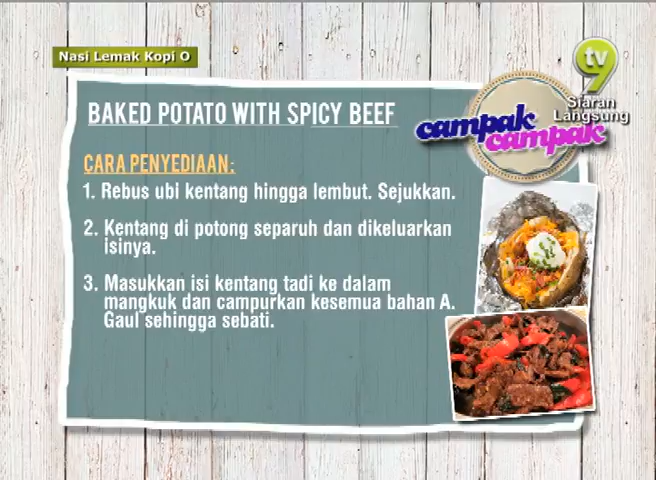 Nasi Lemak Kopi O
tv9
Siaran
Langsung
campak
campak
BAKED POTATO WITH SPICY BEEF
CARA PENYEDIAAN:
1. Rebus ubi kentang hingga lembut. Sejukkan.
2. Kentang di potong separuh dan dikeluarkan
isinya.
3. Masukkan isi kentang tadi ke dalam
mangkuk dan campurkan kesemua bahan A.
Gaul sehingga sebati.